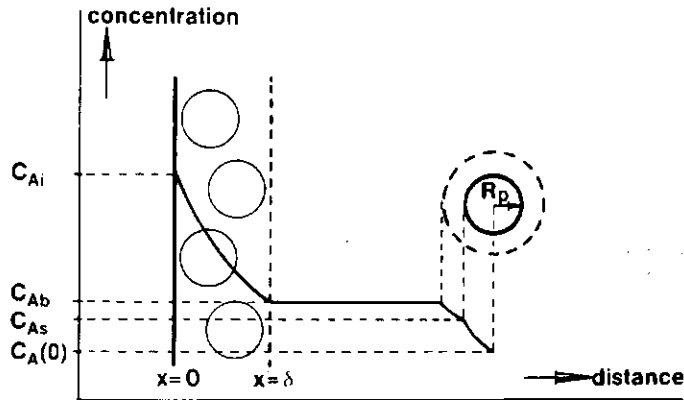 concentration
C_Ai
R_p
C_Ab
C_As
C_A(0)
x=0
x=δ
distance